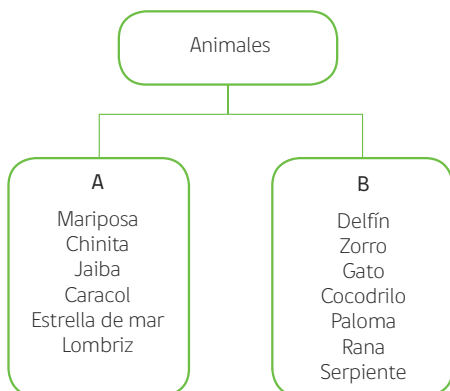 Animales
A
Mariposa
Chinita
Jaiba
Caracol
Estrella de mar
Lombriz
B
Delfín
Zorro
Gato
Cocodrilo
Paloma
Rana
Serpiente